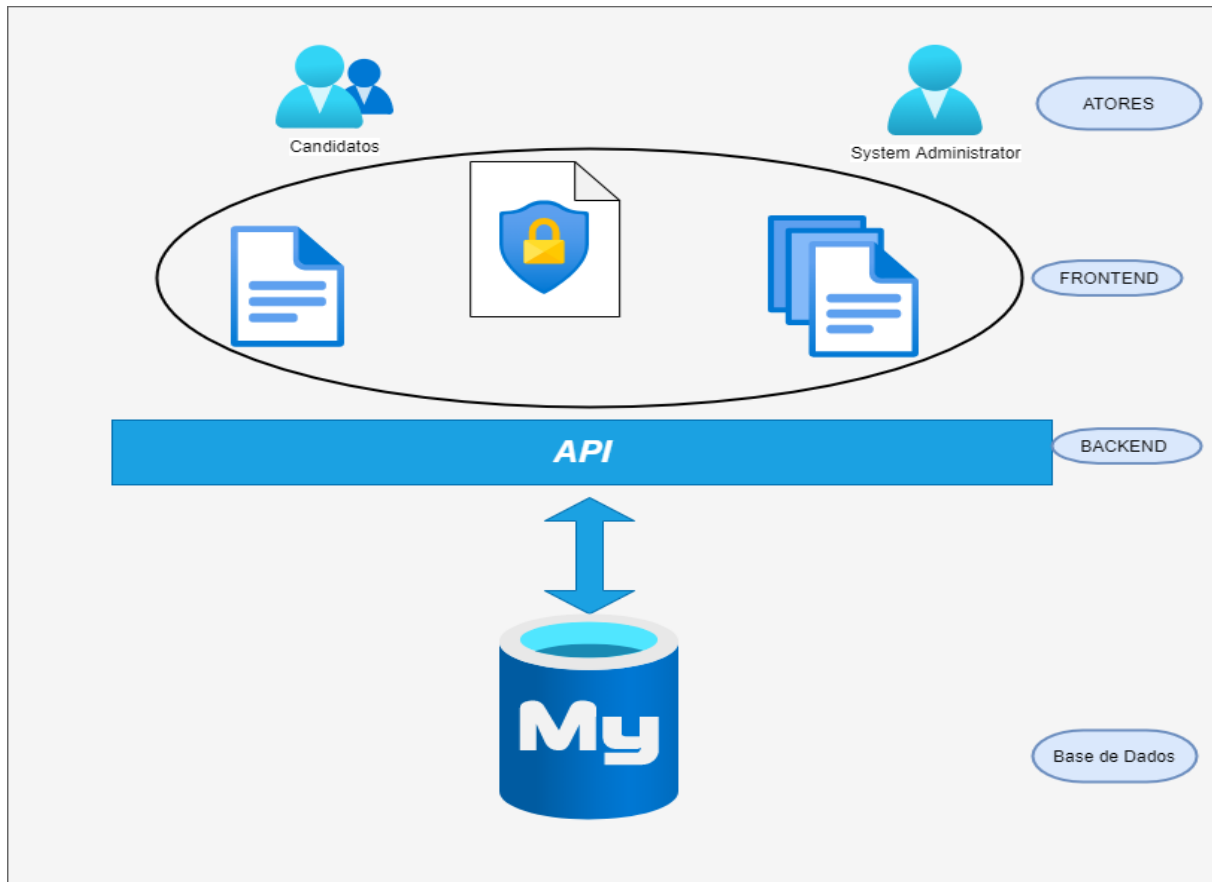 ATORES
Candidatos
System Administrator
FRONTEND
API
BACKEND
My
Base de Dados